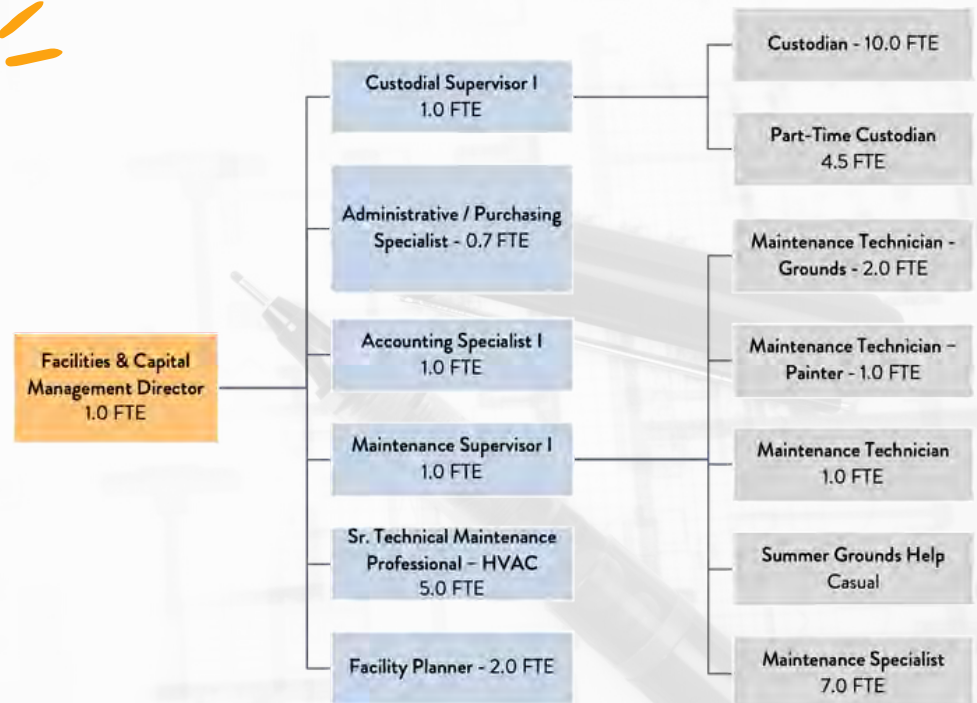 Facilities & Capital
Management Director
1.0 FTE
Custodial Supervisor I
1.0 FTE
Administrative / Purchasing
Specialist - 0.7 FTE
Accounting Specialist I
1.0 FTE
Maintenance Supervisor I
1.0 FTE
Sr. Technical Maintenance
Professional – HVAC
5.0 FTE
Facility Planner - 2.0 FTE
Custodian - 10.0 FTE
Part-Time Custodian
4.5 FTE
Maintenance Technician -
Grounds - 2.0 FTE
Maintenance Technician –
Painter - 1.0 FTE
Maintenance Technician
1.0 FTE
Summer Grounds Help
Casual
Maintenance Specialist
7.0 FTE